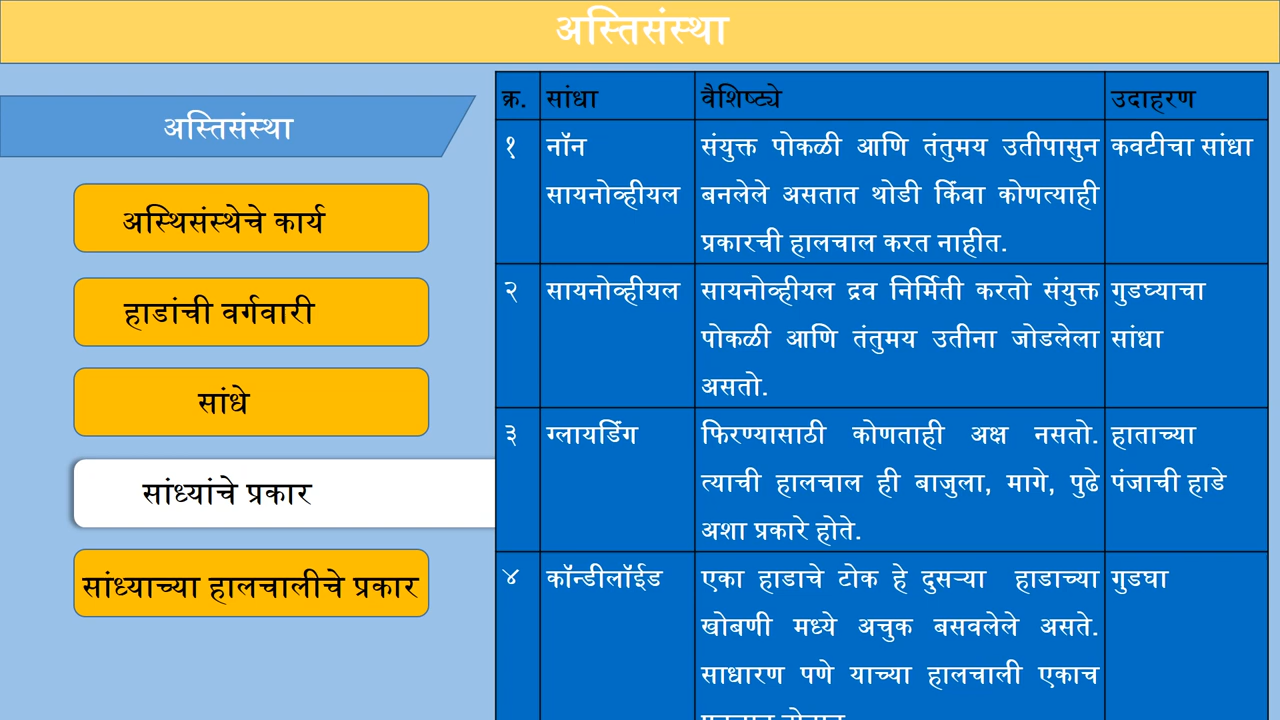 अस्तिसंस्था
अस्तिसंस्था
अस्थिसंस्थेचे कार्य
हाडांची वर्गवारी
सांधे
सांध्यांचे प्रकार
सांध्याच्या हालचालीचे प्रकार
क्र. सांधा वैशिष्ट्ये उदाहरण
१ नॉन संयुक्त पोकळी आणि तंतुमय उतीपासुन कवटीचा सांधा
सायनोव्हीयल बनलेले असतात थोडी किंवा कोणत्याही
प्रकारची हालचाल करत नाहीत.
२ सायनोव्हीयल सायनोव्हीयल द्रव निर्मिती करतो संयुक्त गुडघ्याचा
पोकळी आणि तंतुमय उतीना जोडलेला सांधा
असतो.
३ ग्लायडिंग फिरण्यासाठी कोणताही अक्ष नसतो. हाताच्या
त्याची हालचाल ही बाजुला, मागे, पुढे पंजाची हाडे
अशा प्रकारे होते.
४ कॉन्डीलॉईड एका हाडाचे टोक हे दुसऱ्या हाडाच्या गुडघा
खोबणी मध्ये अचुक बसवलेले असते.
साधारण पणे याच्या हालचाली एकाच